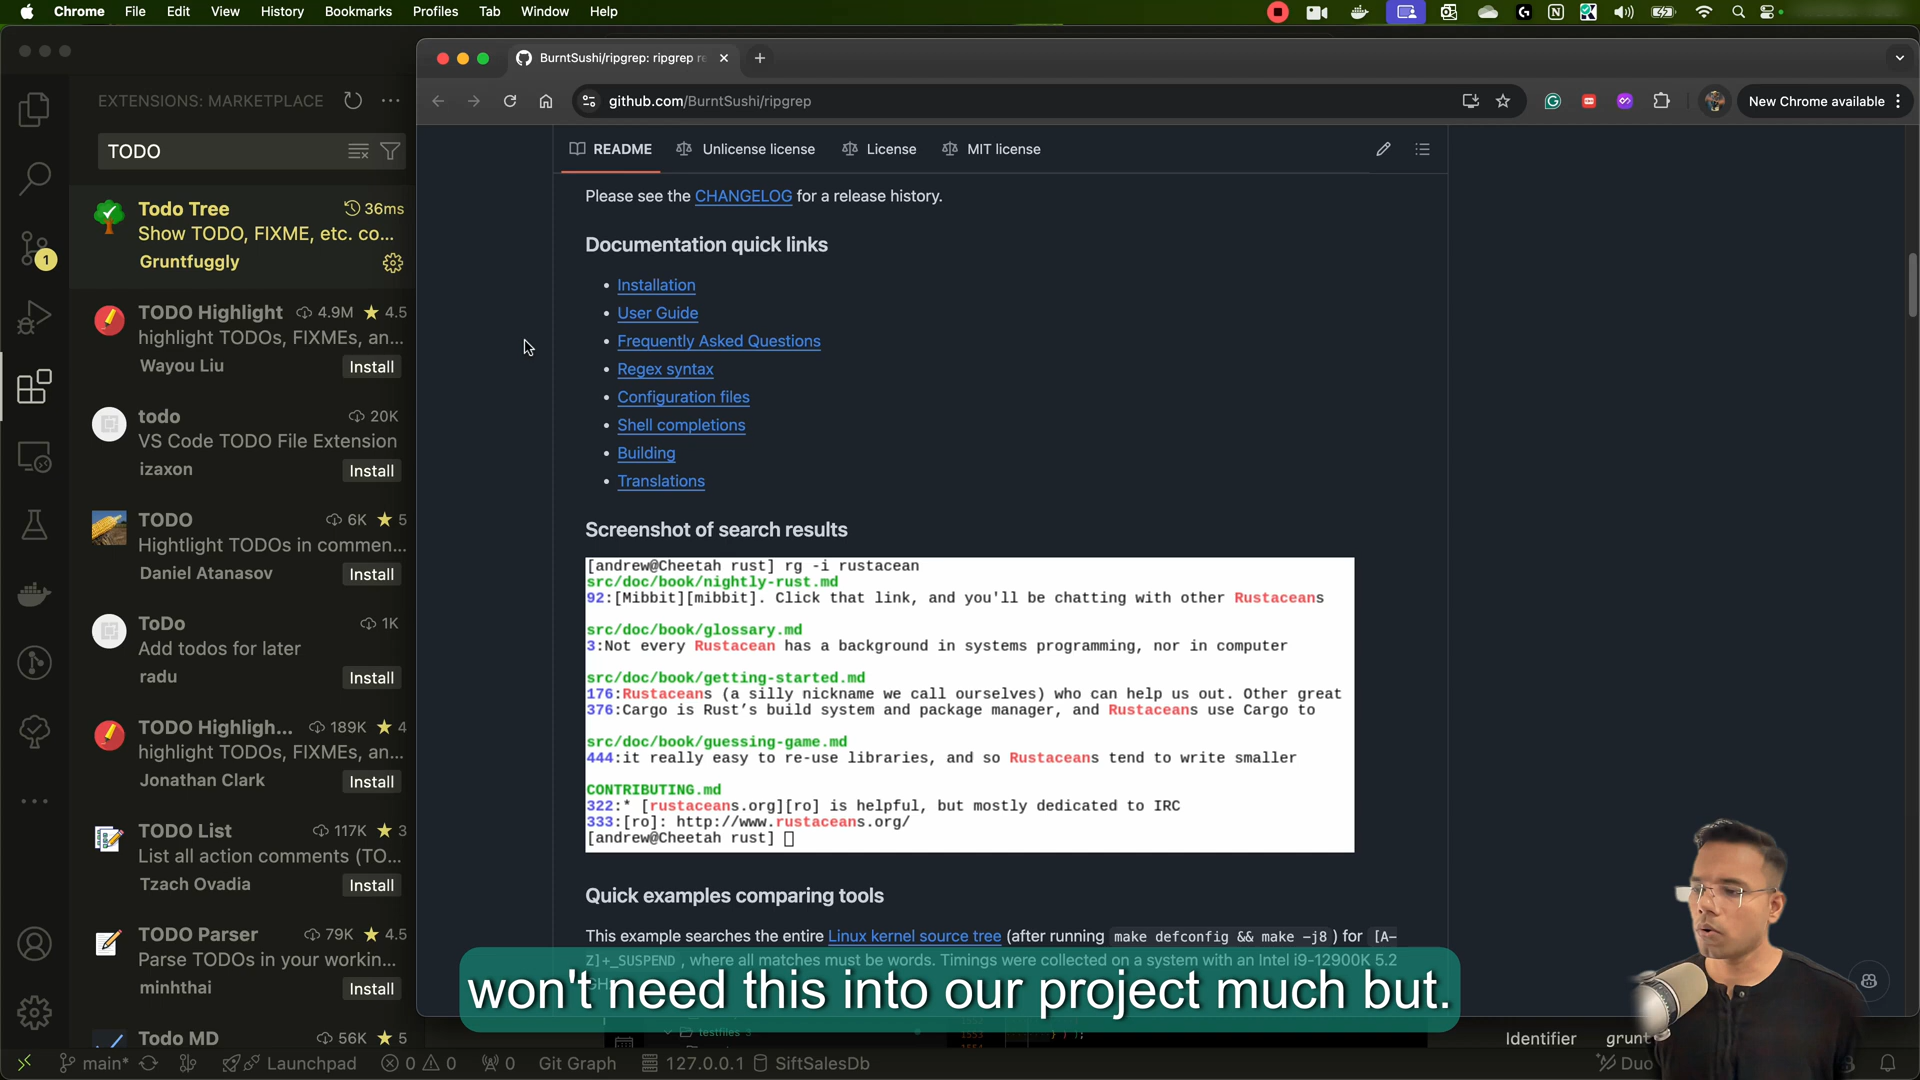 Chrome File Edit View History Bookmarks Profiles Tab Window Help
BurntSushi/ripgrep: ripgrep re
github.com/BurntSushi/ripgrep
New Chrome available
EXTENSIONS: MARKETPLACE
TODO
Todo Tree 36ms
Show TODO, FIXME, etc. co...
Gruntfuggly
TODO Highlight 4.9M 4.5
highlight TODOs, FIXMEs, an...
Wayou Liu Install
todo 20K
VS Code TODO File Extension
izaxon Install
TODO 6K 5
Hightlight TODOs in commen...
Daniel Atanasov Install
ToDo 1K
Add todos for later
radu Install
TODO Highligh... 189K 4
highlight TODOs, FIXMEs, an...
Jonathan Clark Install
TODO List 117K 3
List all action comments (TO...
Tzach Ovadia Install
TODO Parser 79K 4.5
Parse TODOs in your workin...
minhthai Install
Todo MD 56K 5
1
README Unlicense license License MIT license
Please see the CHANGELOG for a release history.
Documentation quick links
• Installation
• User Guide
• Frequently Asked Questions
• Regex syntax
• Configuration files
• Shell completions
• Building
• Translations
Screenshot of search results
[andrew@Cheetah rust] rg -i rustacean
src/doc/book/nightly-rust.md
92:[Mibbit][mibbit]. Click that link, and you'll be chatting with other Rustaceans
src/doc/book/glossary.md
3:Not every Rustacean has a background in systems programming, nor in computer
src/doc/book/getting-started.md
176:Rustaceans (a silly nickname we call ourselves) who can help us out. Other great
376:Cargo is Rust’s build system and package manager, and Rustaceans use Cargo to
src/doc/book/guessing-game.md
444:it really easy to re-use libraries, and so Rustaceans tend to write smaller
CONTRIBUTING.md
322:* [rustaceans.org][ro] is helpful, but mostly dedicated to IRC
333:[ro]: http://www.rustaceans.org/
[andrew@Cheetah rust]
Quick examples comparing tools
This example searches the entire Linux kernel source tree (after running make defconfig && make -j8 ) for [A-
Z]+_SUSPEND , where all matches must be words. Timings were collected on a system with an Intel i9-12900K 5.2
won't need this into our project much but.
testfiles
1553
Identifier grunt
main* Launchpad 0 0 0 Git Graph 127.0.0.1 SiftSalesDb Duo